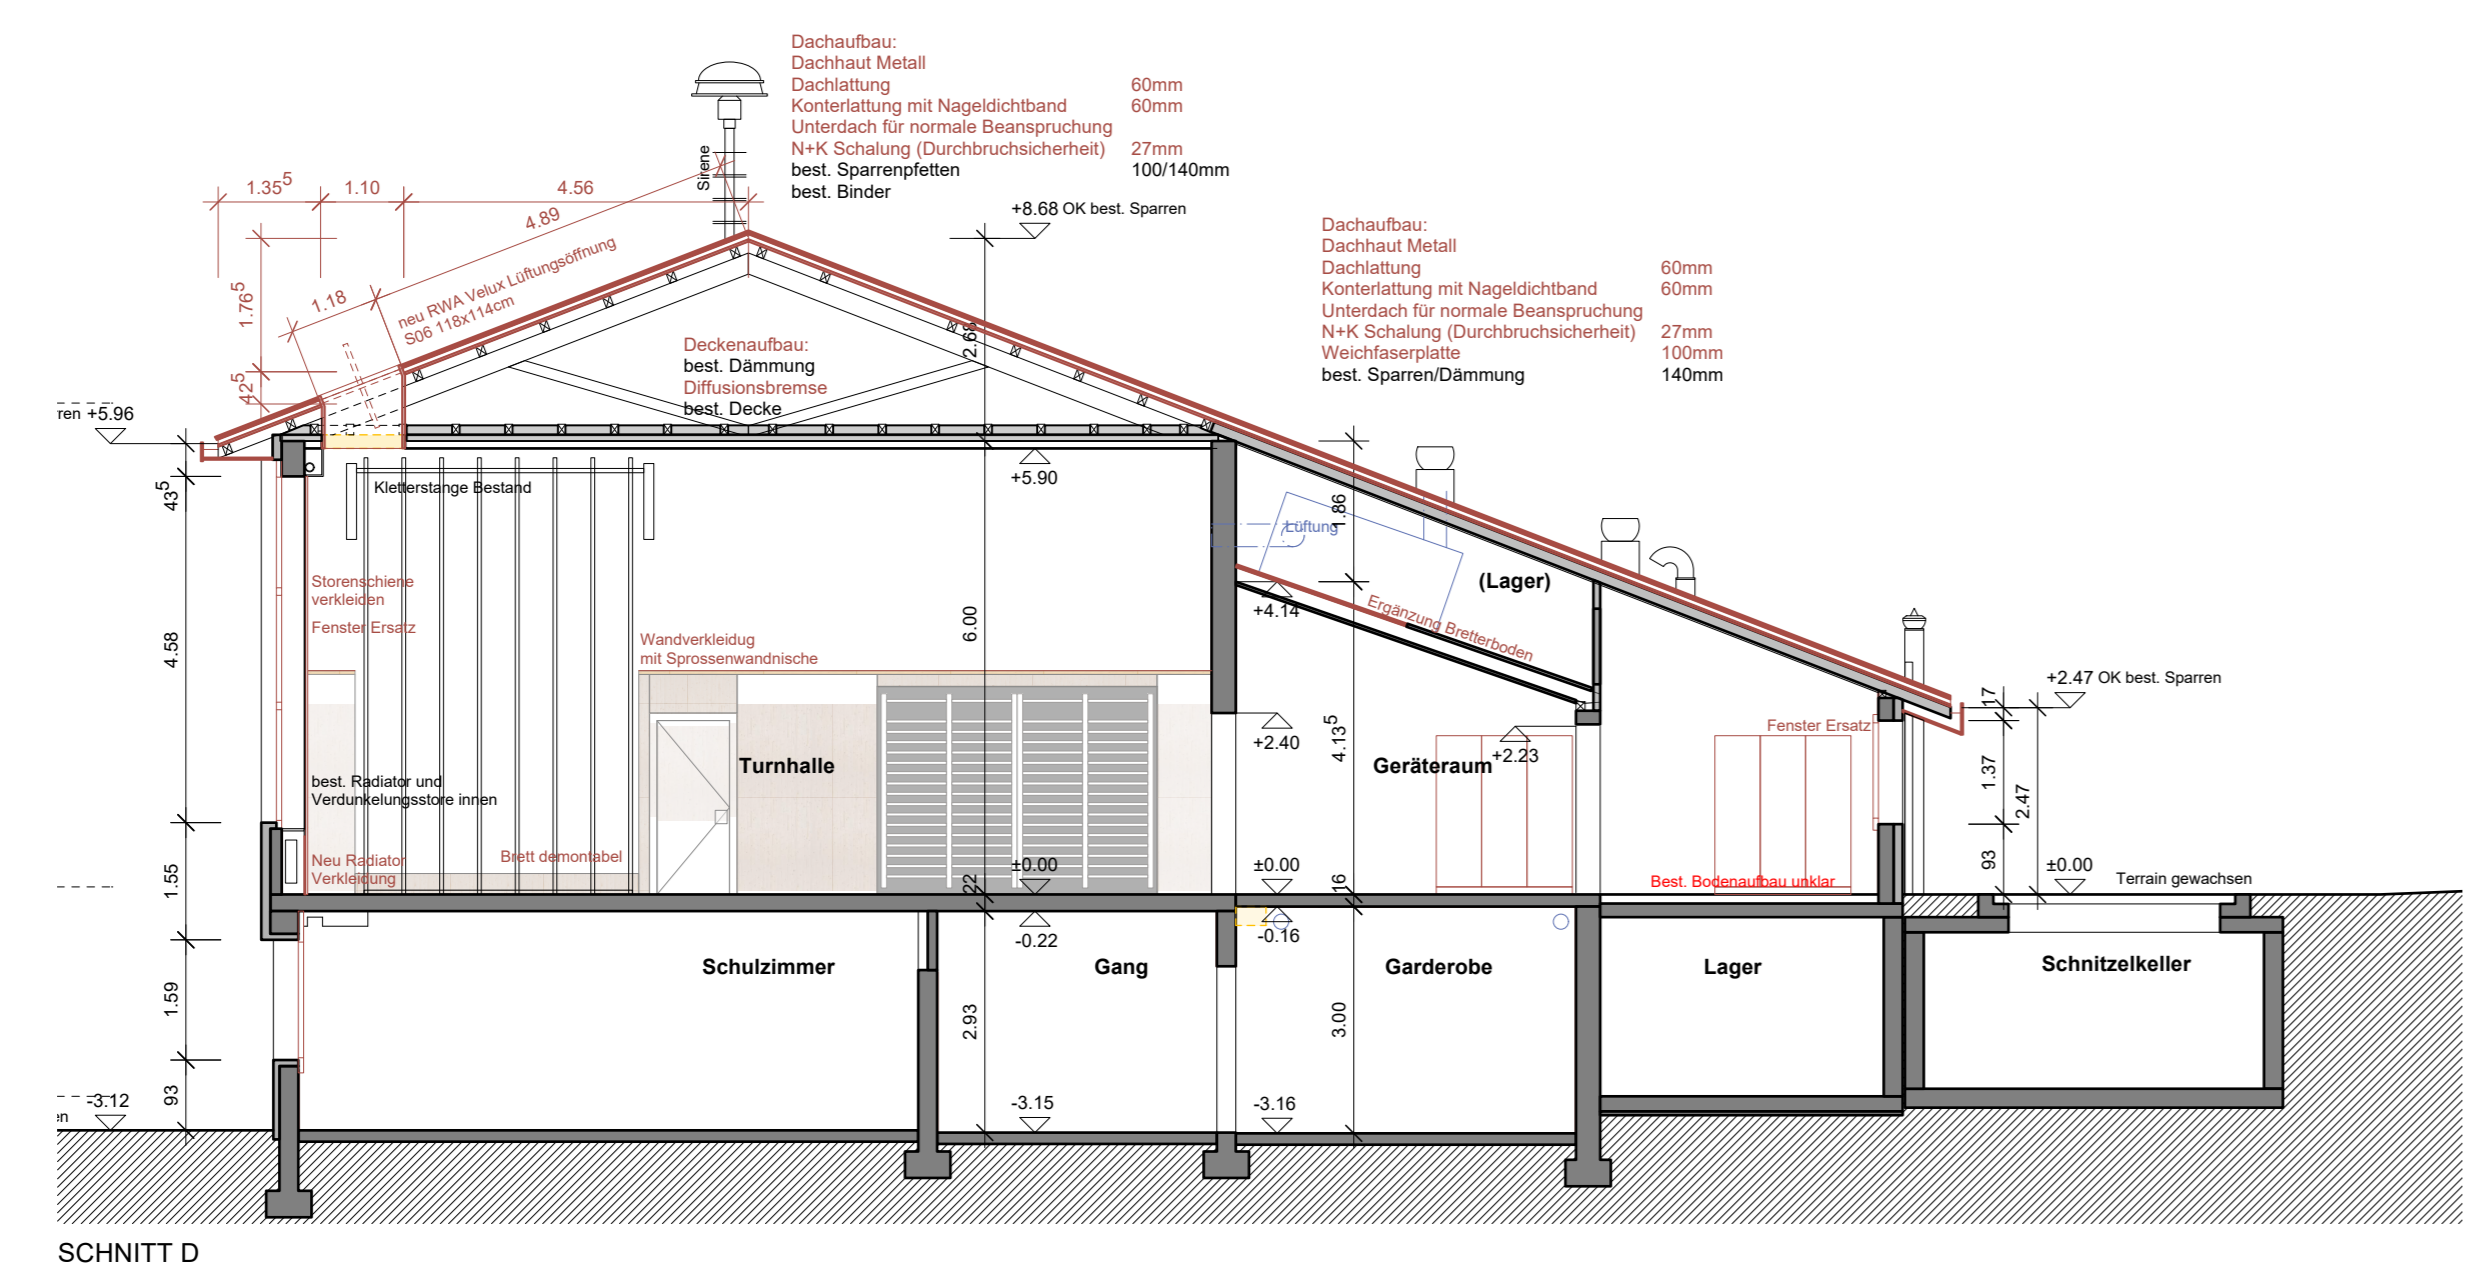 Dachaufbau:
Dachhaut Metall
Dachlattung 60mm
Konterlattung mit Nageldichtband 60mm
Unterdach für normale Beanspruchung
N+K Schalung (Durchbruchsicherheit) 27mm
best. Sparrenpfetten 100/140mm
best. Binder
Sirene
1.35⁵ 1.10 4.56
4.89
+8.68 OK best. Sparren
Dachaufbau:
Dachhaut Metall
Dachlattung 60mm
Konterlattung mit Nageldichtband 60mm
Unterdach für normale Beanspruchung
N+K Schalung (Durchbruchsicherheit) 27mm
Weichfaserplatte 100mm
best. Sparren/Dämmung 140mm
1.76⁵
1.18
neu RWA Velux Lüftungsöffnung
S06 118x114cm
42⁵
2.68
Deckenaufbau:
best. Dämmung
Diffusionsbremse
best. Decke
rren +5.96
43⁵
Kletterstange Bestand
+5.90
1.86
Lüftung
(Lager)
Storenschiene
verkleiden
Fenster Ersatz
+4.14
Ergänzung Bretterboden
4.58
6.00
Wandverkleidug
mit Sprossenwandnische
+2.47 OK best. Sparren
17
Fenster Ersatz
+2.40
4.13⁵
+2.23
Turnhalle
Geräteraum
1.37
2.47
best. Radiator und
Verdunkelungsstore innen
Neu Radiator
Verkleidung
Brett demontabel
1.55
±0.00
22
±0.00
16
Best. Bodenaufbau unklar
93
±0.00
Terrain gewachsen
-0.22
-0.16
Schulzimmer
Gang
Garderobe
Lager
Schnitzelkeller
1.59
2.93
3.00
93
-3.12
en
-3.15
-3.16
SCHNITT D